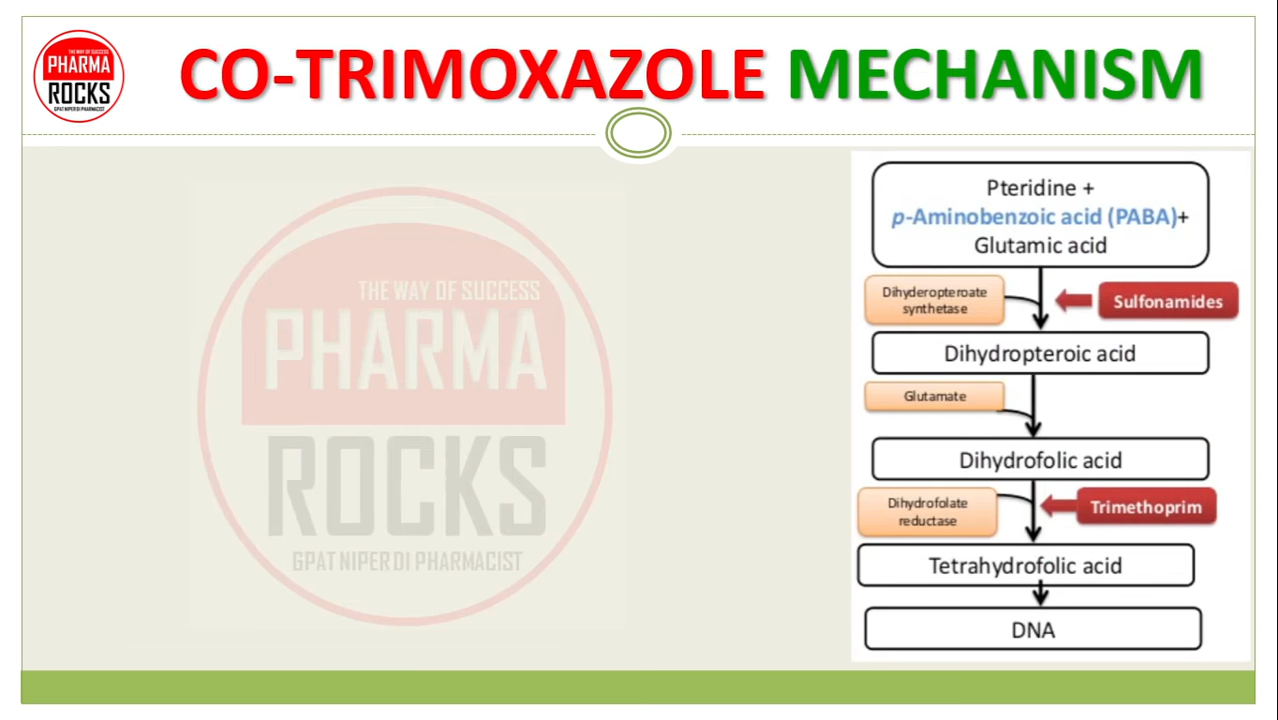 THE WAY OF SUCCESS
PHARMA
ROCKS
GPAT NIPER DI PHARMACIST
CO-TRIMOXAZOLE MECHANISM
THE WAY OF SUCCESS
PHARMA
ROCKS
GPAT NIPER DI PHARMACIST
Pteridine +
p-Aminobenzoic acid (PABA)+
Glutamic acid
Dihyderopteroate
synthetase
Sulfonamides
Dihydropteroic acid
Glutamate
Dihydrofolic acid
Dihydrofolate
reductase
Trimethoprim
Tetrahydrofolic acid
DNA